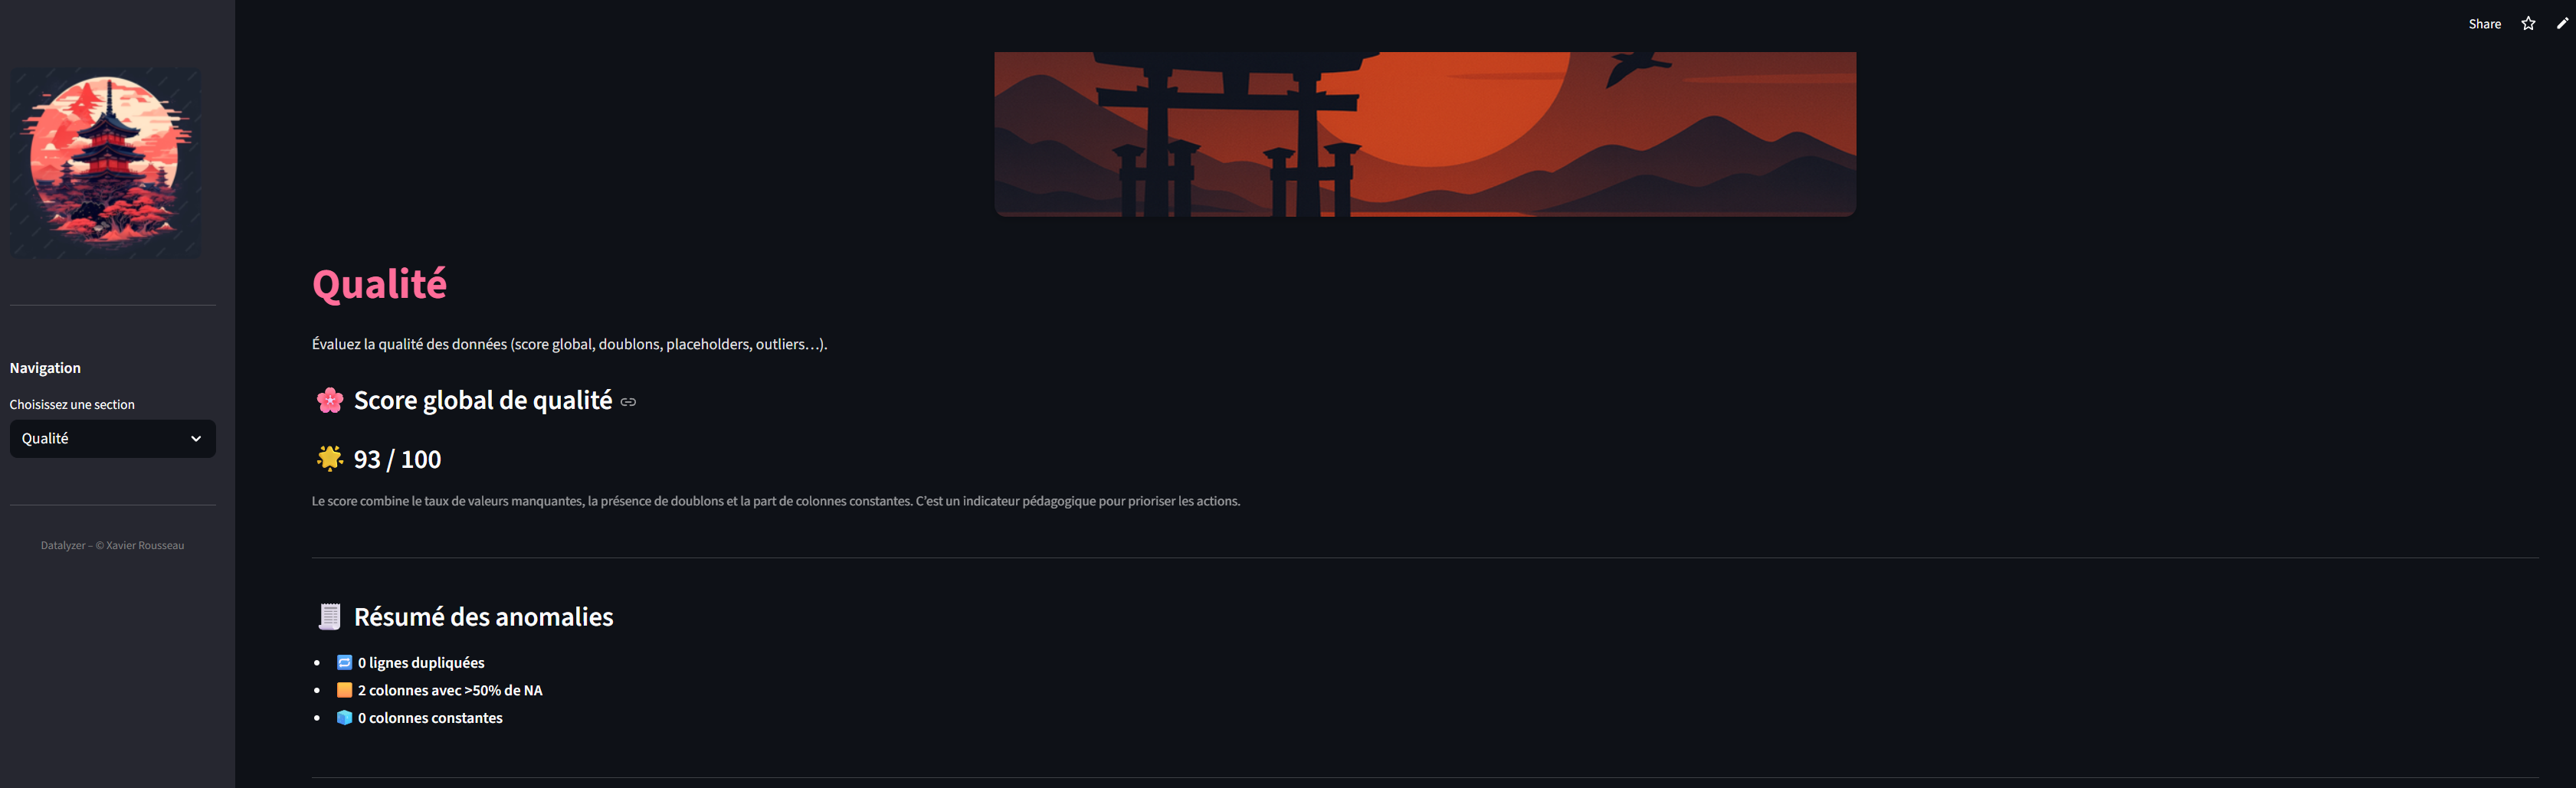 Share
Navigation
Choisissez une section
Qualité
Datalyzer – © Xavier Rousseau
Qualité
Évaluez la qualité des données (score global, doublons, placeholders, outliers…).
Score global de qualité
93 / 100
Le score combine le taux de valeurs manquantes, la présence de doublons et la part de colonnes constantes. C’est un indicateur pédagogique pour prioriser les actions.
Résumé des anomalies
0 lignes dupliquées
2 colonnes avec >50% de NA
0 colonnes constantes